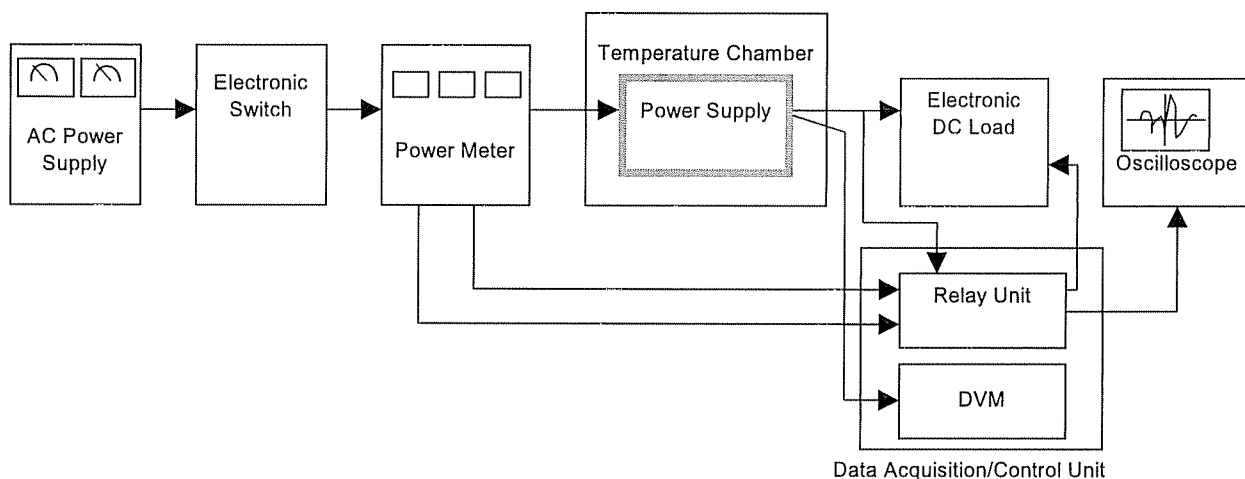 Temperature Chamber
Electronic
Switch
Power Supply
Electronic
DC Load
AC Power
Supply
Power Meter
Oscilloscope
Relay Unit
DVM
Data Acquisition/Control Unit